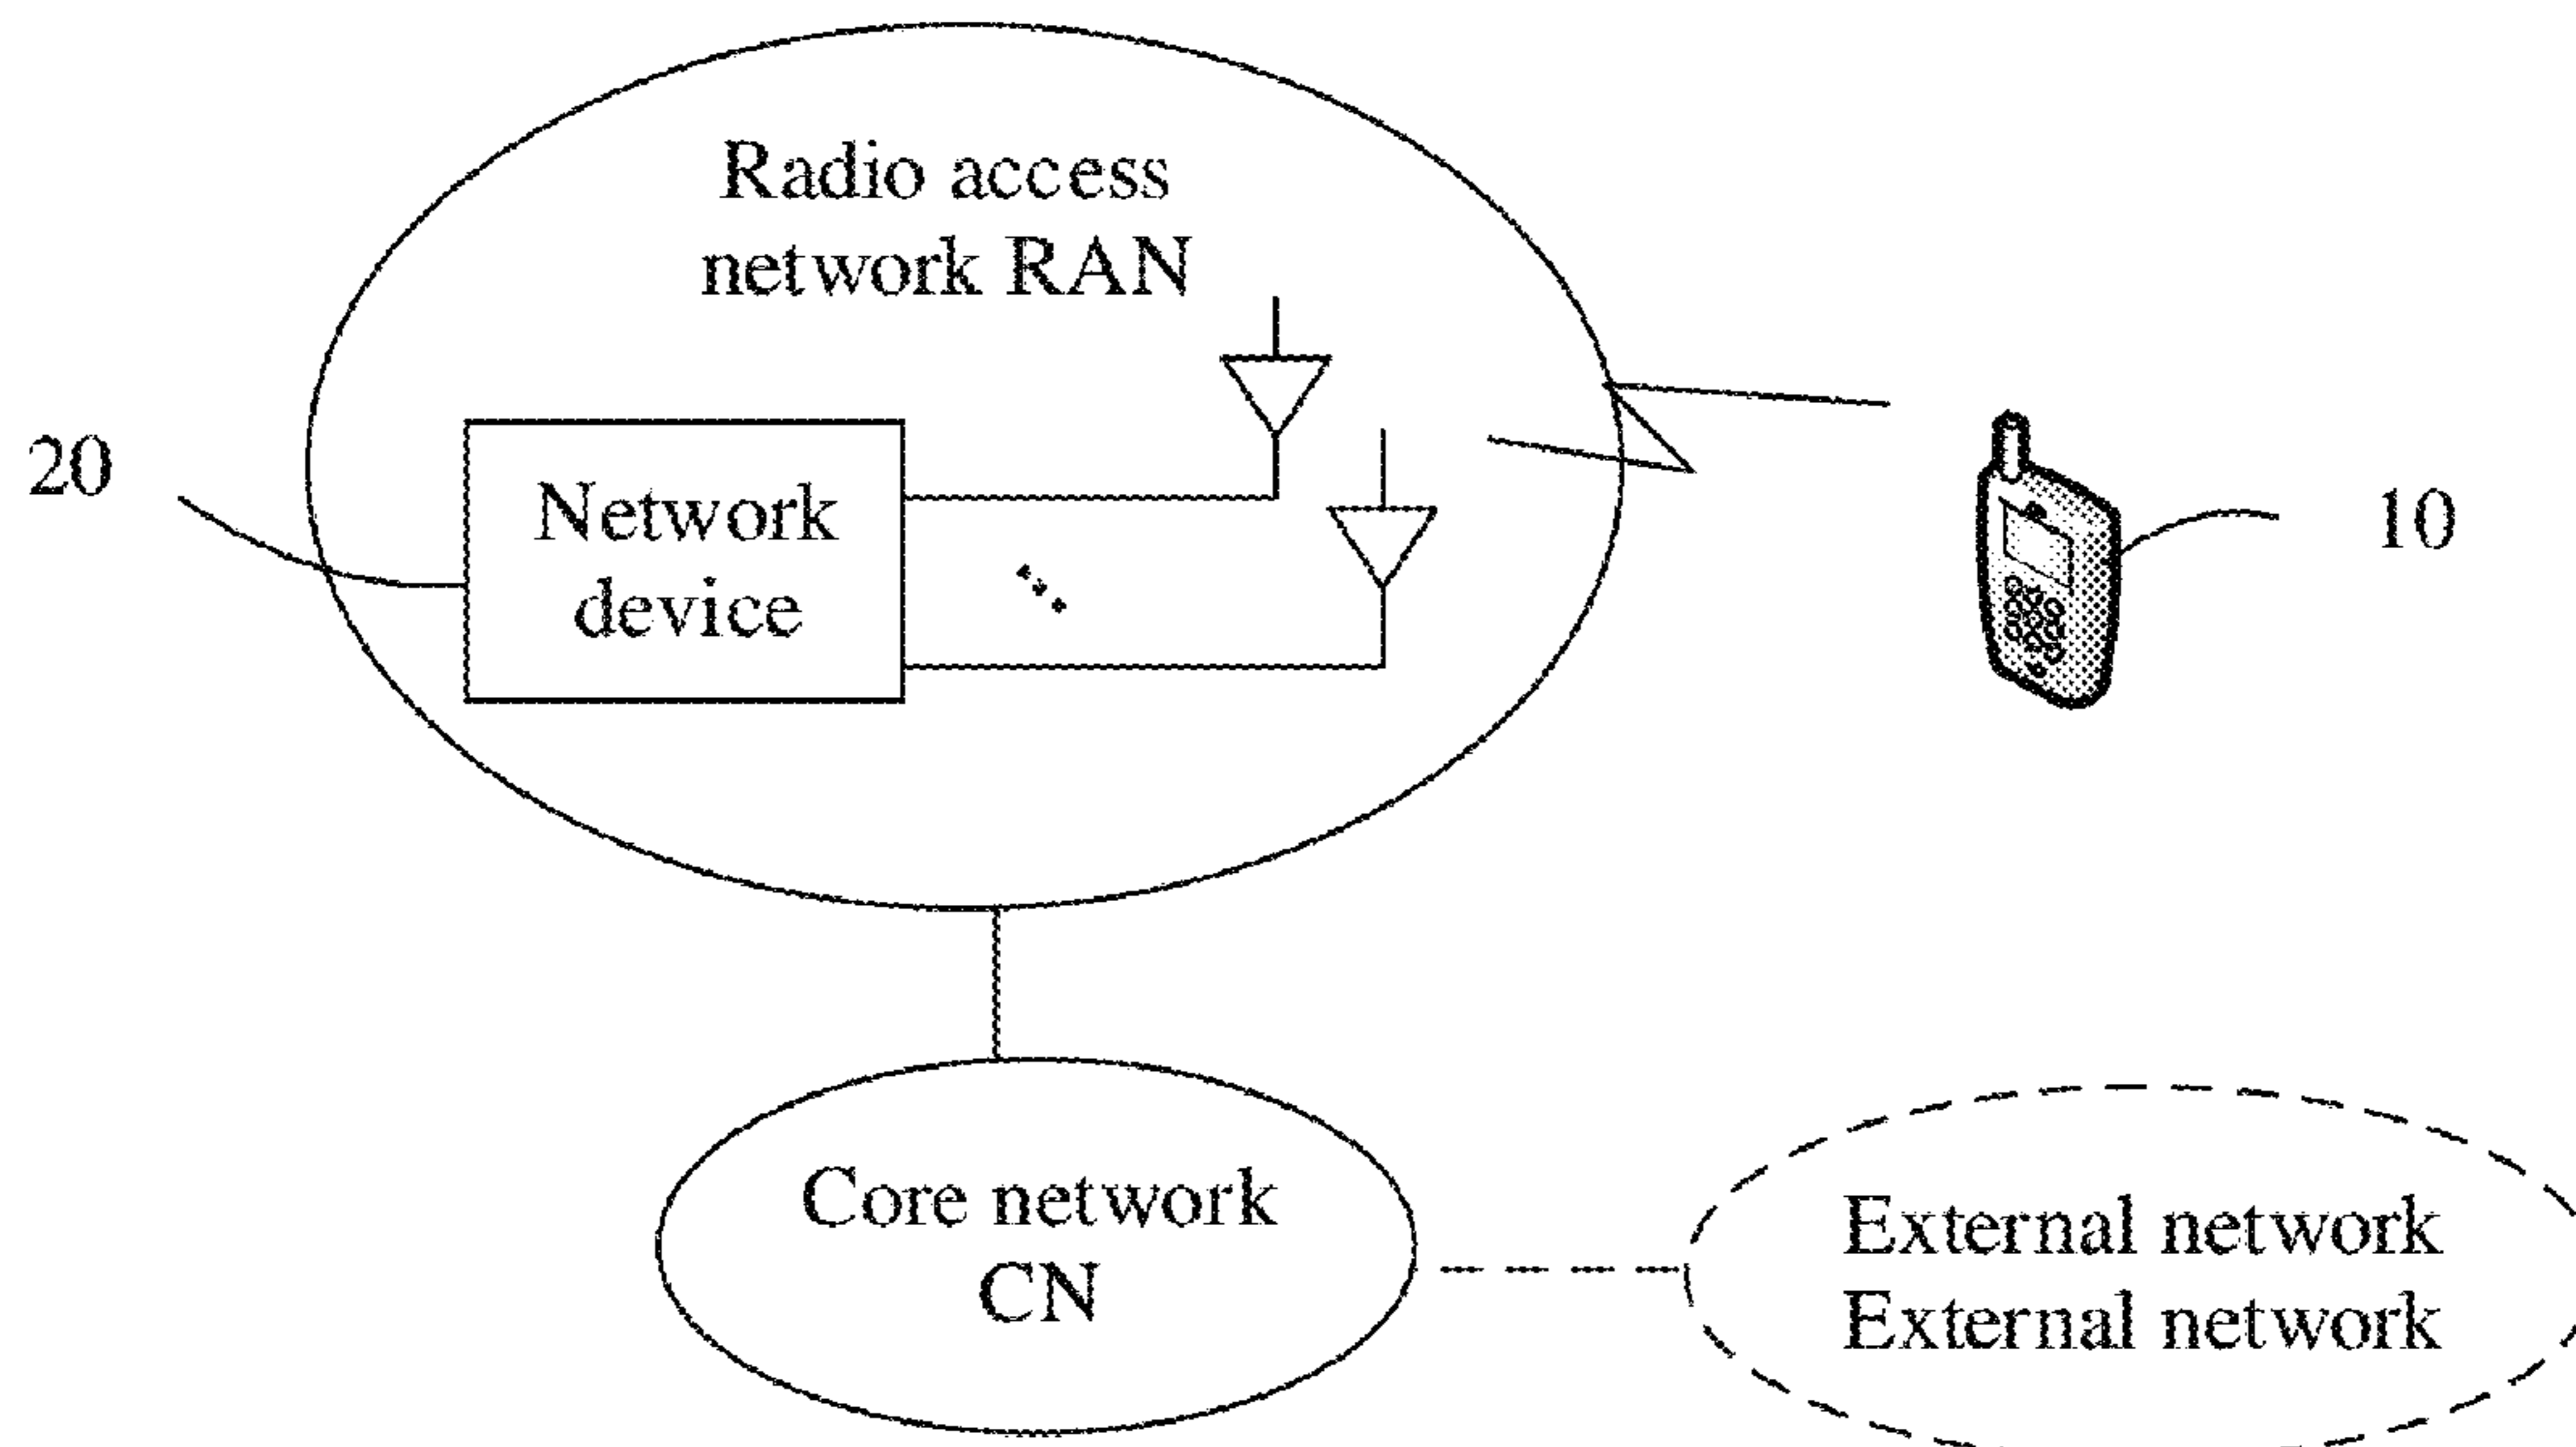 Radio access
network RAN
20
Network
device
10
Core network
CN
External network
External network